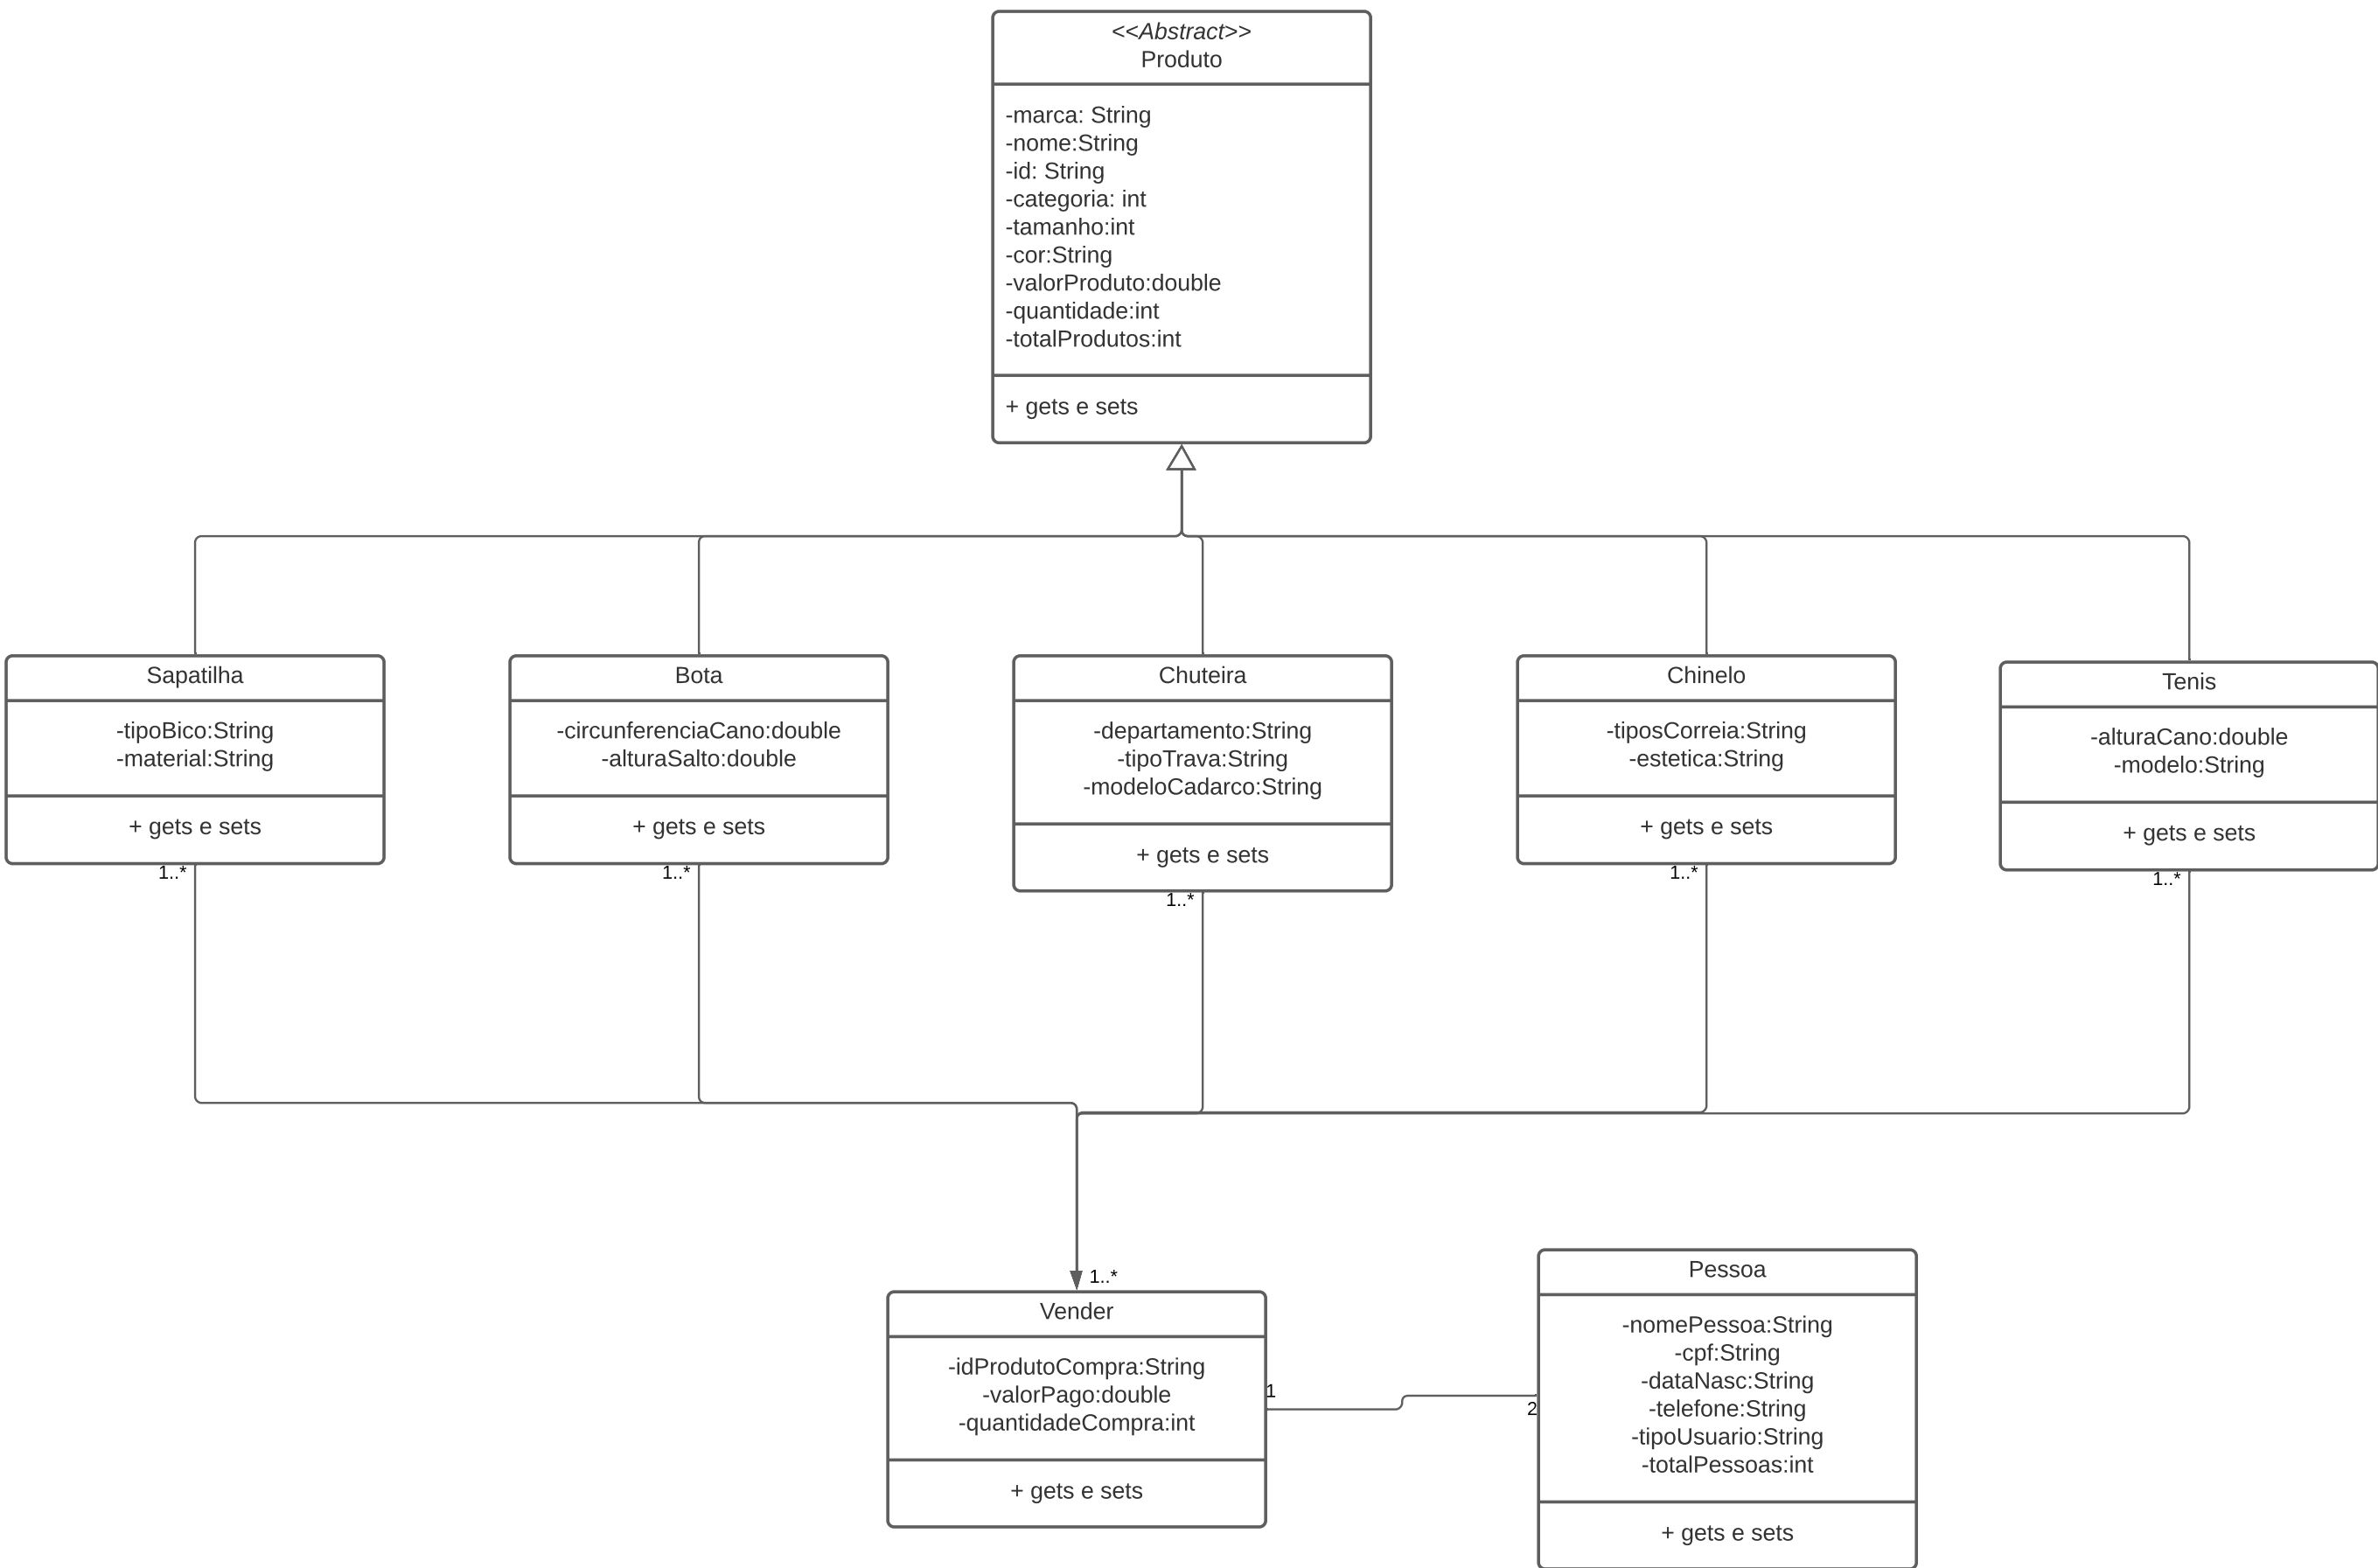 <<Abstract>>
Produto
-marca: String
-nome:String
-id: String
-categoria: int
-tamanho:int
-cor:String
-valorProduto:double
-quantidade:int
-totalProdutos:int
+ gets e sets
Sapatilha
-tipoBico:String
-material:String
+ gets e sets
1..*
Bota
-circunferenciaCano:double
-alturaSalto:double
+ gets e sets
1..*
Chuteira
-departamento:String
-tipoTrava:String
-modeloCadarco:String
+ gets e sets
1..*
Chinelo
-tiposCorreia:String
-estetica:String
+ gets e sets
1..*
Tenis
-alturaCano:double
-modelo:String
+ gets e sets
1..*
1..*
Vender
-idProdutoCompra:String
-valorPago:double
-quantidadeCompra:int
+ gets e sets
1
2
Pessoa
-nomePessoa:String
-cpf:String
-dataNasc:String
-telefone:String
-tipoUsuario:String
-totalPessoas:int
+ gets e sets